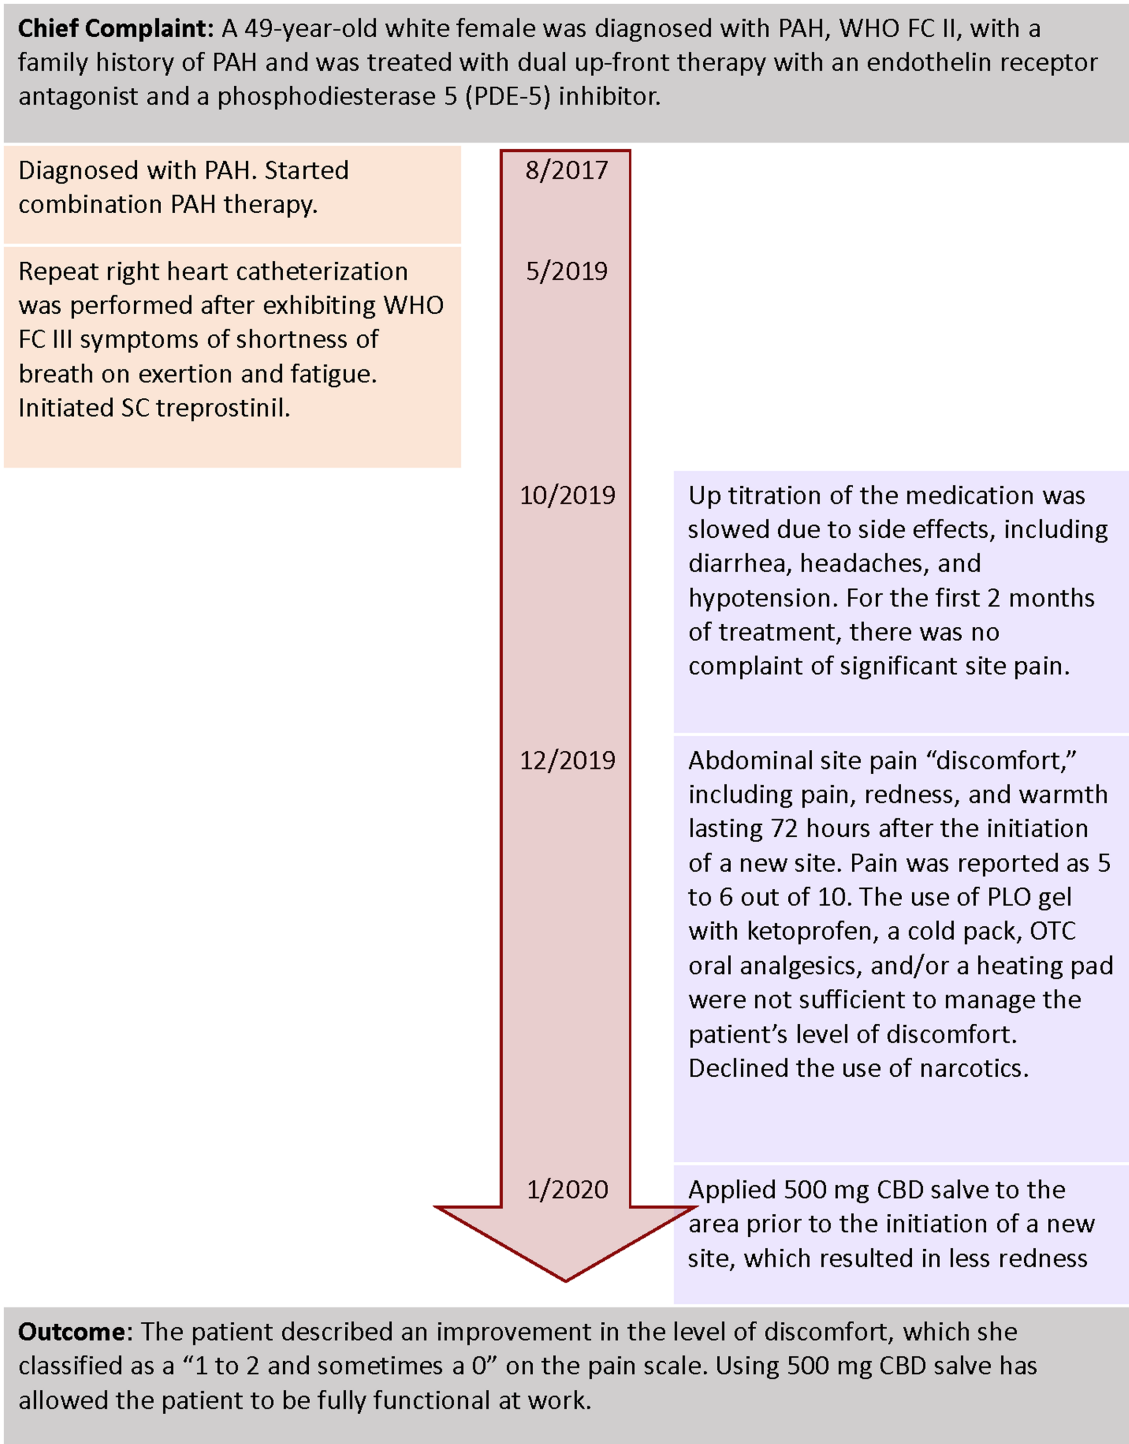 Chief Complaint: A 49-year-old white female was diagnosed with PAH, WHO FC II, with a
family history of PAH and was treated with dual up-front therapy with an endothelin receptor
antagonist and a phosphodiesterase 5 (PDE-5) inhibitor.
Diagnosed with PAH. Started
combination PAH therapy.
8/2017
Repeat right heart catheterization
was performed after exhibiting WHO
FC III symptoms of shortness of
breath on exertion and fatigue.
Initiated SC treprostinil.
5/2019
10/2019
Up titration of the medication was
slowed due to side effects, including
diarrhea, headaches, and
hypotension. For the first 2 months
of treatment, there was no
complaint of significant site pain.
12/2019
Abdominal site pain “discomfort,”
including pain, redness, and warmth
lasting 72 hours after the initiation
of a new site. Pain was reported as 5
to 6 out of 10. The use of PLO gel
with ketoprofen, a cold pack, OTC
oral analgesics, and/or a heating pad
were not sufficient to manage the
patient’s level of discomfort.
Declined the use of narcotics.
1/2020
Applied 500 mg CBD salve to the
area prior to the initiation of a new
site, which resulted in less redness
Outcome: The patient described an improvement in the level of discomfort, which she
classified as a “1 to 2 and sometimes a 0” on the pain scale. Using 500 mg CBD salve has
allowed the patient to be fully functional at work.